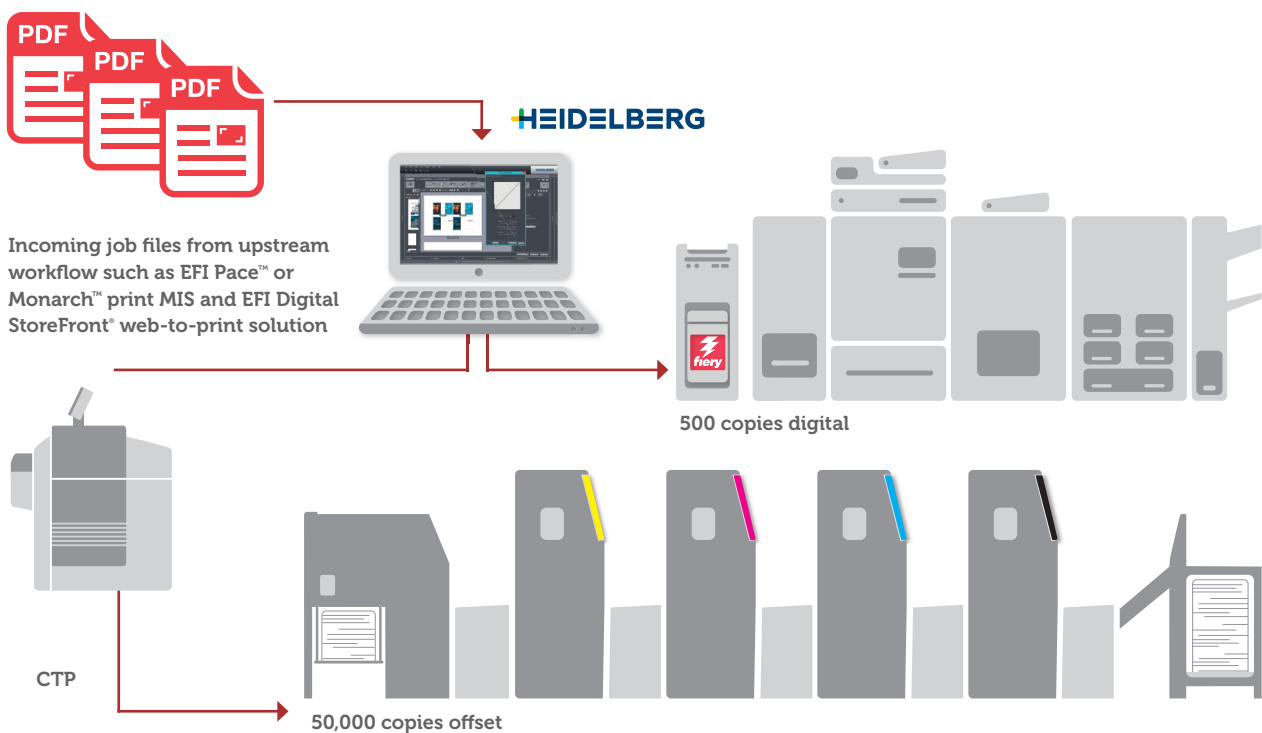 PDF
PDF
PDF
HEIDELBERG
Incoming job files from upstream
workflow such as EFI Pace™ or
Monarch™ print MIS and EFI Digital
StoreFront® web-to-print solution
fiery
500 copies digital
CTP
50,000 copies offset